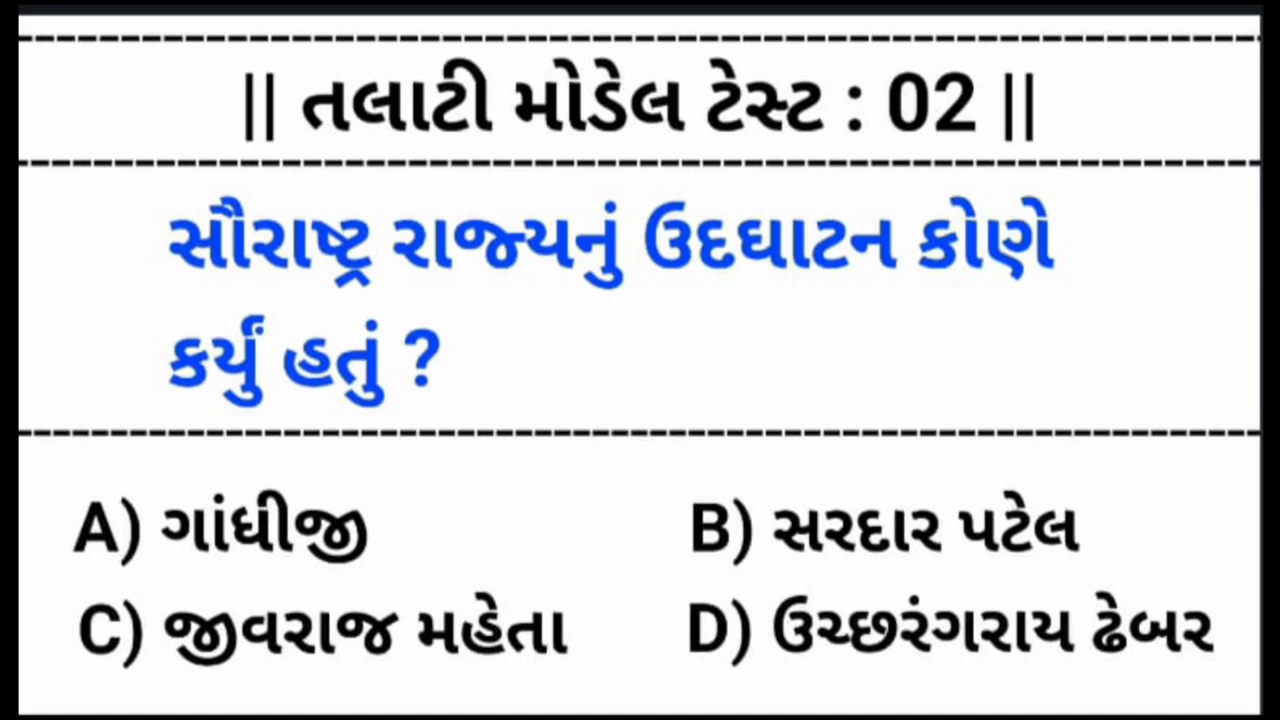 || તલાટી મોડેલ ટેસ્ટ : 02 ||
સૌરાષ્ટ્ર રાજ્યનું ઉદઘાટન કોણે
કર્યું હતું ?
A) ગાંધીજી B) સરદાર પટેલ
C) જીવરાજ મહેતા D) ઉચ્છરંગરાય ઢેબર